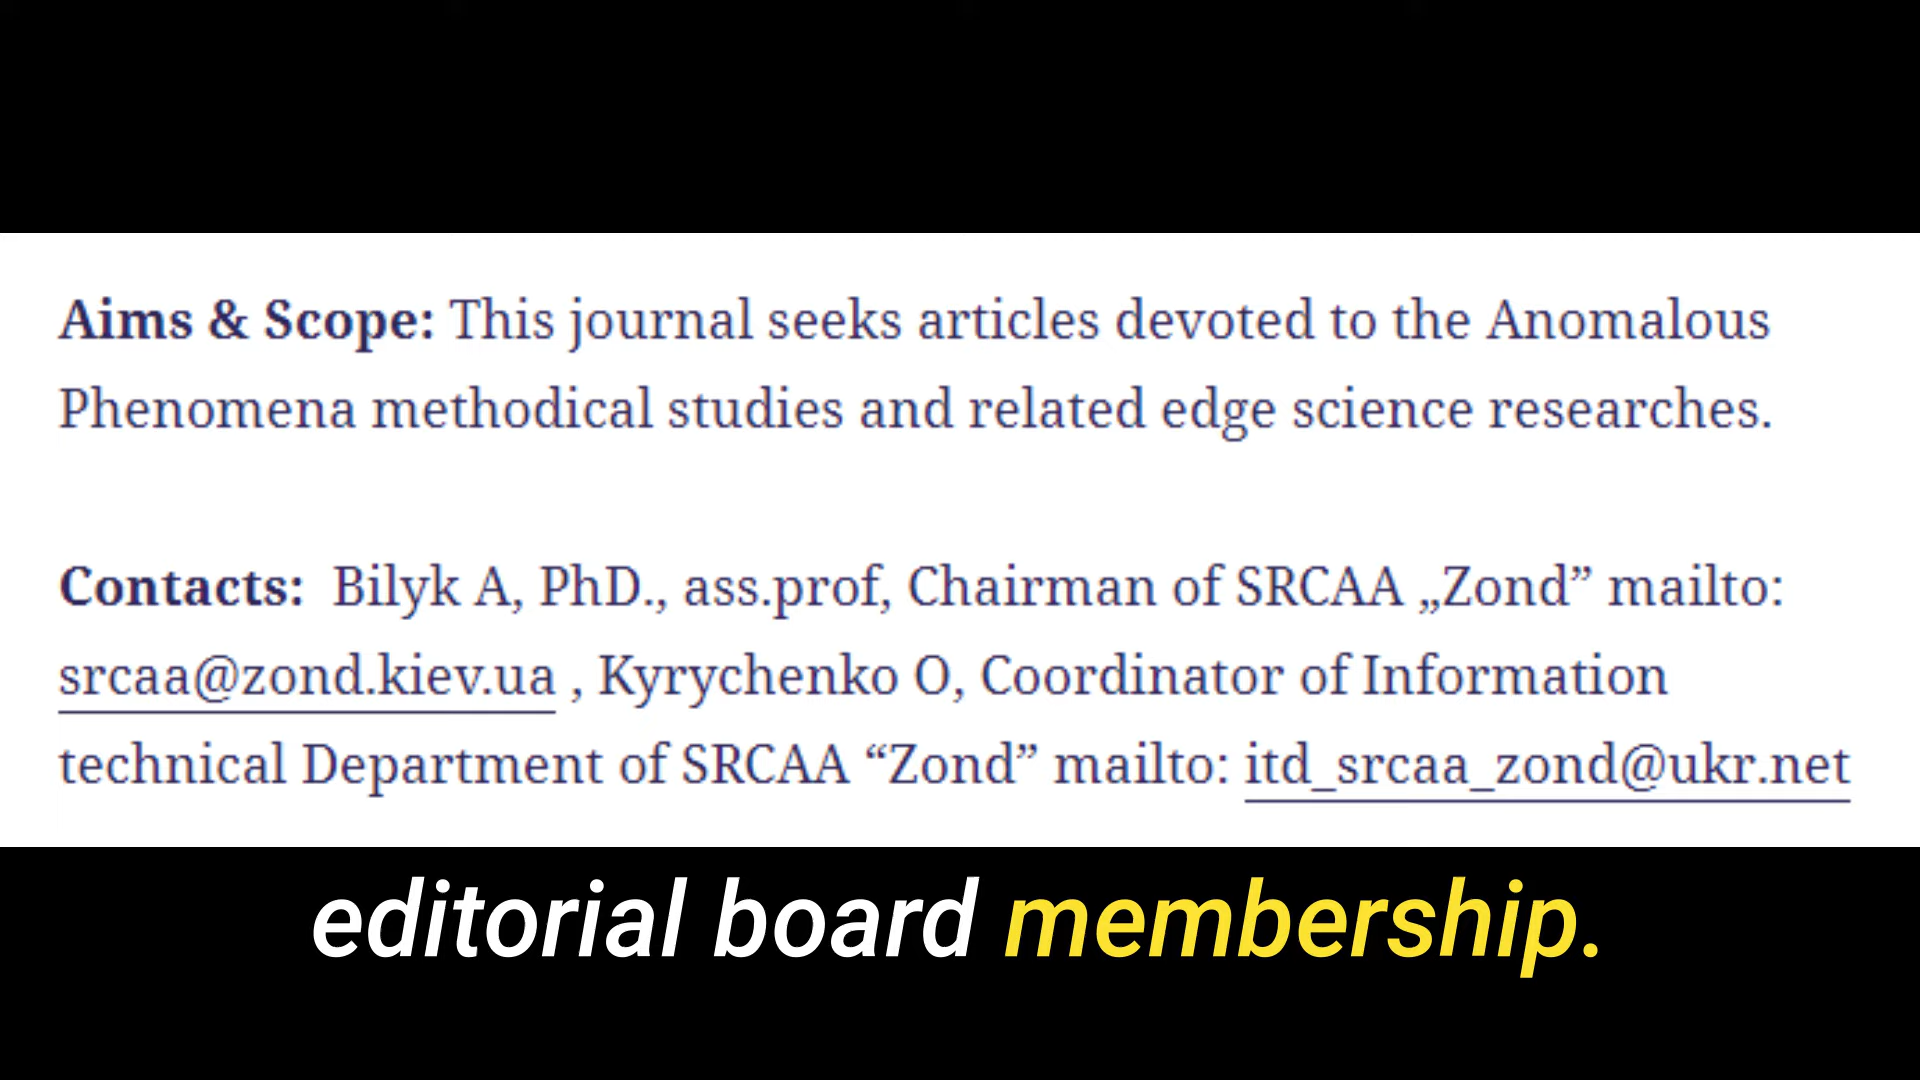 Aims & Scope: This journal seeks articles devoted to the Anomalous
Phenomena methodical studies and related edge science researches.
Contacts:  Bilyk A, PhD., ass.prof, Chairman of SRCAA „Zond” mailto:
srcaa@zond.kiev.ua , Kyrychenko O, Coordinator of Information
technical Department of SRCAA “Zond” mailto: itd_srcaa_zond@ukr.net
editorial board membership.